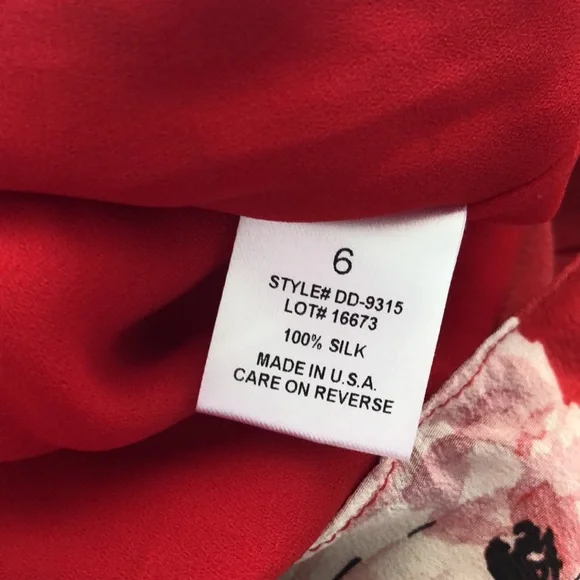 6
STYLE# DD-9315
LOT# 16673
100% SILK
MADE IN U.S.A.
CARE ON REVERSE